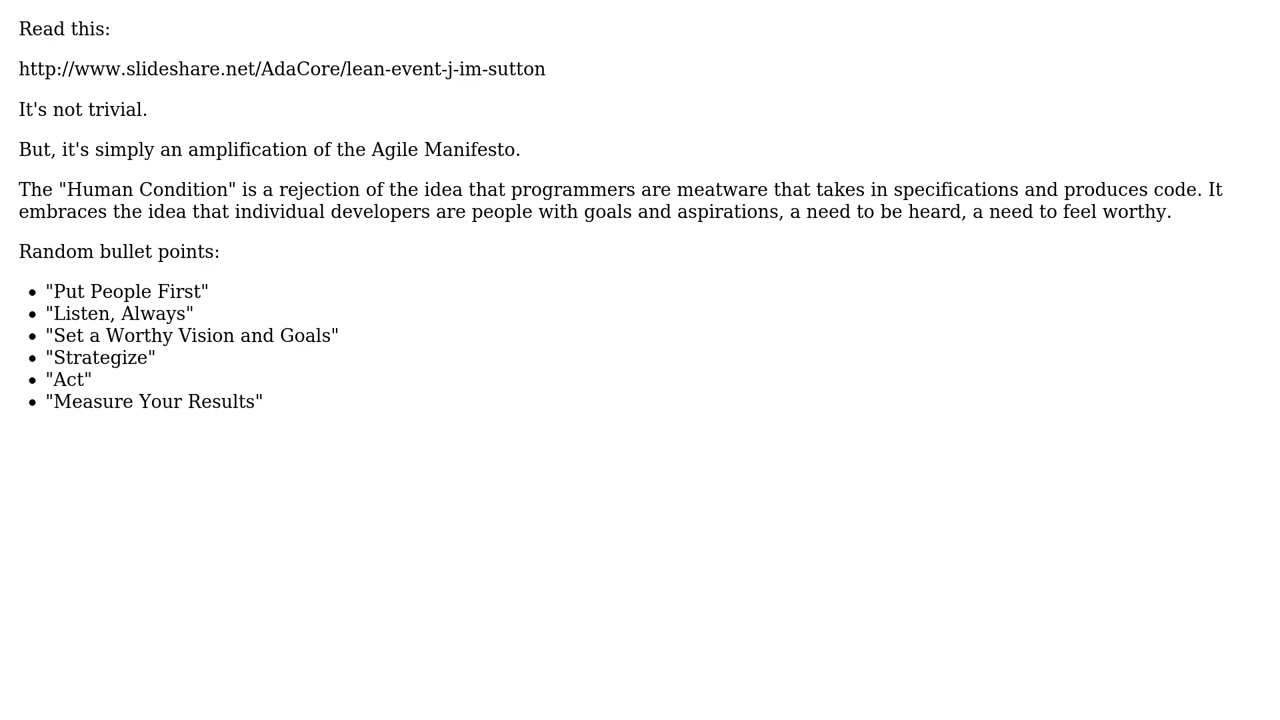 Read this:
http://www.slideshare.net/AdaCore/lean-event-j-im-sutton
It's not trivial.
But, it's simply an amplification of the Agile Manifesto.
The "Human Condition" is a rejection of the idea that programmers are meatware that takes in specifications and produces code. It
embraces the idea that individual developers are people with goals and aspirations, a need to be heard, a need to feel worthy.
Random bullet points:
• "Put People First"
• "Listen, Always"
• "Set a Worthy Vision and Goals"
• "Strategize"
• "Act"
• "Measure Your Results"